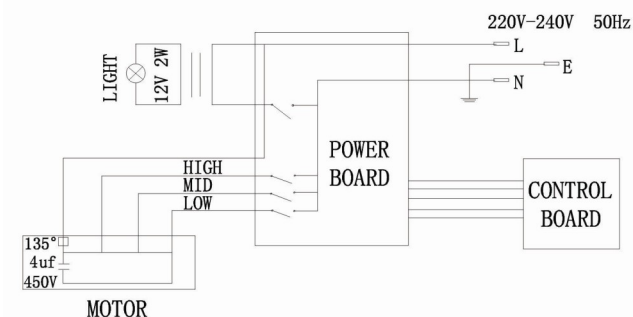 220V-240V 50Hz
L
E
N
LIGHT
12V 2W
POWER
BOARD
HIGH
MID
LOW
CONTROL
BOARD
135°
4uf
450V
MOTOR